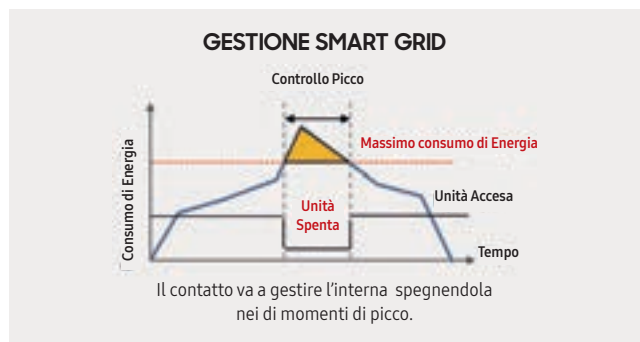 GESTIONE SMART GRID
Controllo Picco
Massimo consumo di Energia
Consumo di Energia
Unità Accesa
Unità
Spenta
Tempo
Il contatto va a gestire l'interna spegnendola
nei di momenti di picco.